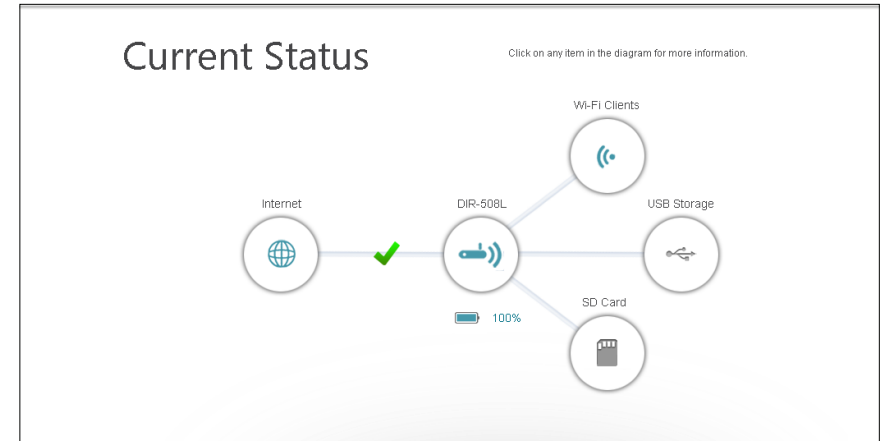 Current Status
Click on any item in the diagram for more information.
Wi-Fi Clients
Internet
DIR-508L
USB Storage
SD Card
100%